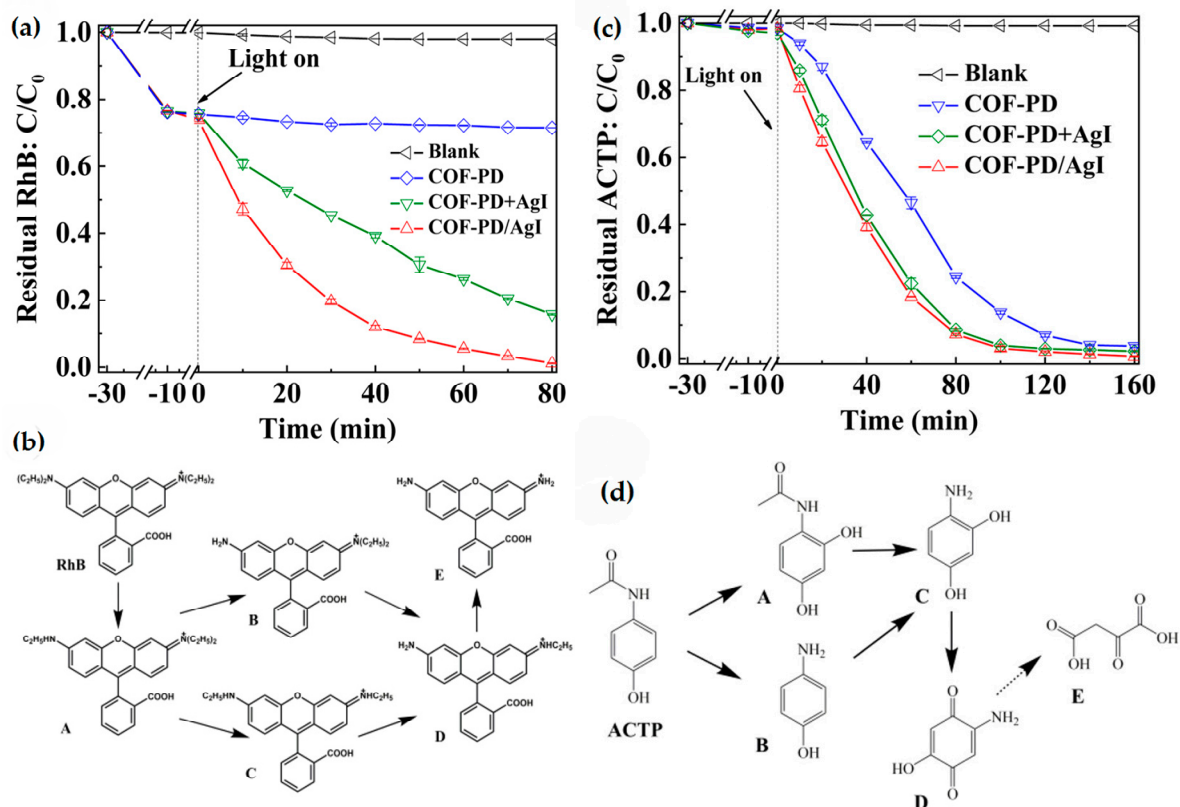 (a)
Residual RhB: C/C₀
1.0
0.8
0.6
0.4
0.2
0.0
Light on
Blank
COF-PD
COF-PD+AgI
COF-PD/AgI
-30 -10 0 20 40 60 80
Time (min)
(c)
Residual ACTP: C/C₀
1.0
0.8
0.6
0.4
0.2
0.0
Light on
Blank
COF-PD
COF-PD+AgI
COF-PD/AgI
-30 -10 0 40 80 120 160
Time (min)
(b)
(C₂H₅)₂N O N(C₂H₅)₂
+
COOH
RhB
C₂H₅HN O N(C₂H₅)₂
+
COOH
A
H₂N O N(C₂H₅)₂
+
COOH
B
C₂H₅HN O NHC₂H₅
+
COOH
C
H₂N O NHC₂H₅
+
COOH
D
H₂N O NH₂
+
COOH
E
(d)
O
NH
OH
ACTP
O
NH
OH
OH
A
NH₂
OH
B
NH₂
OH
OH
C
O
NH₂
HO
O
D
O
OH
OH
O
O
E